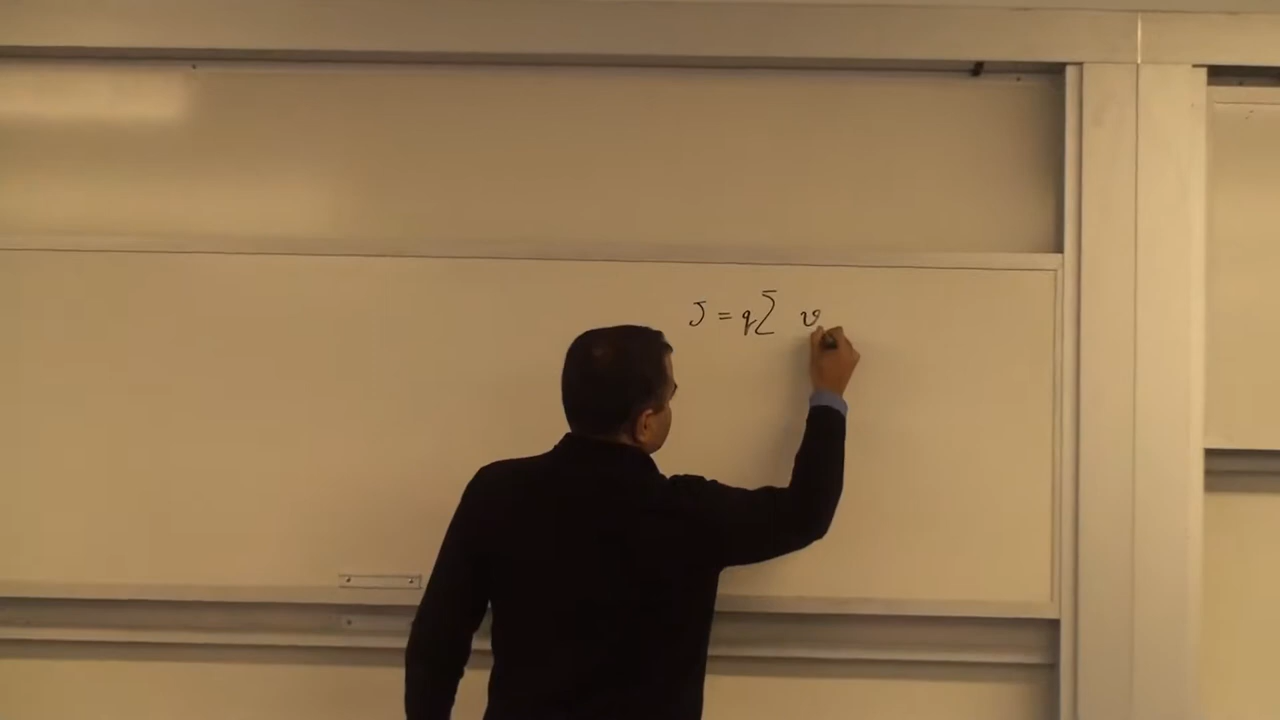 J = q∑ v